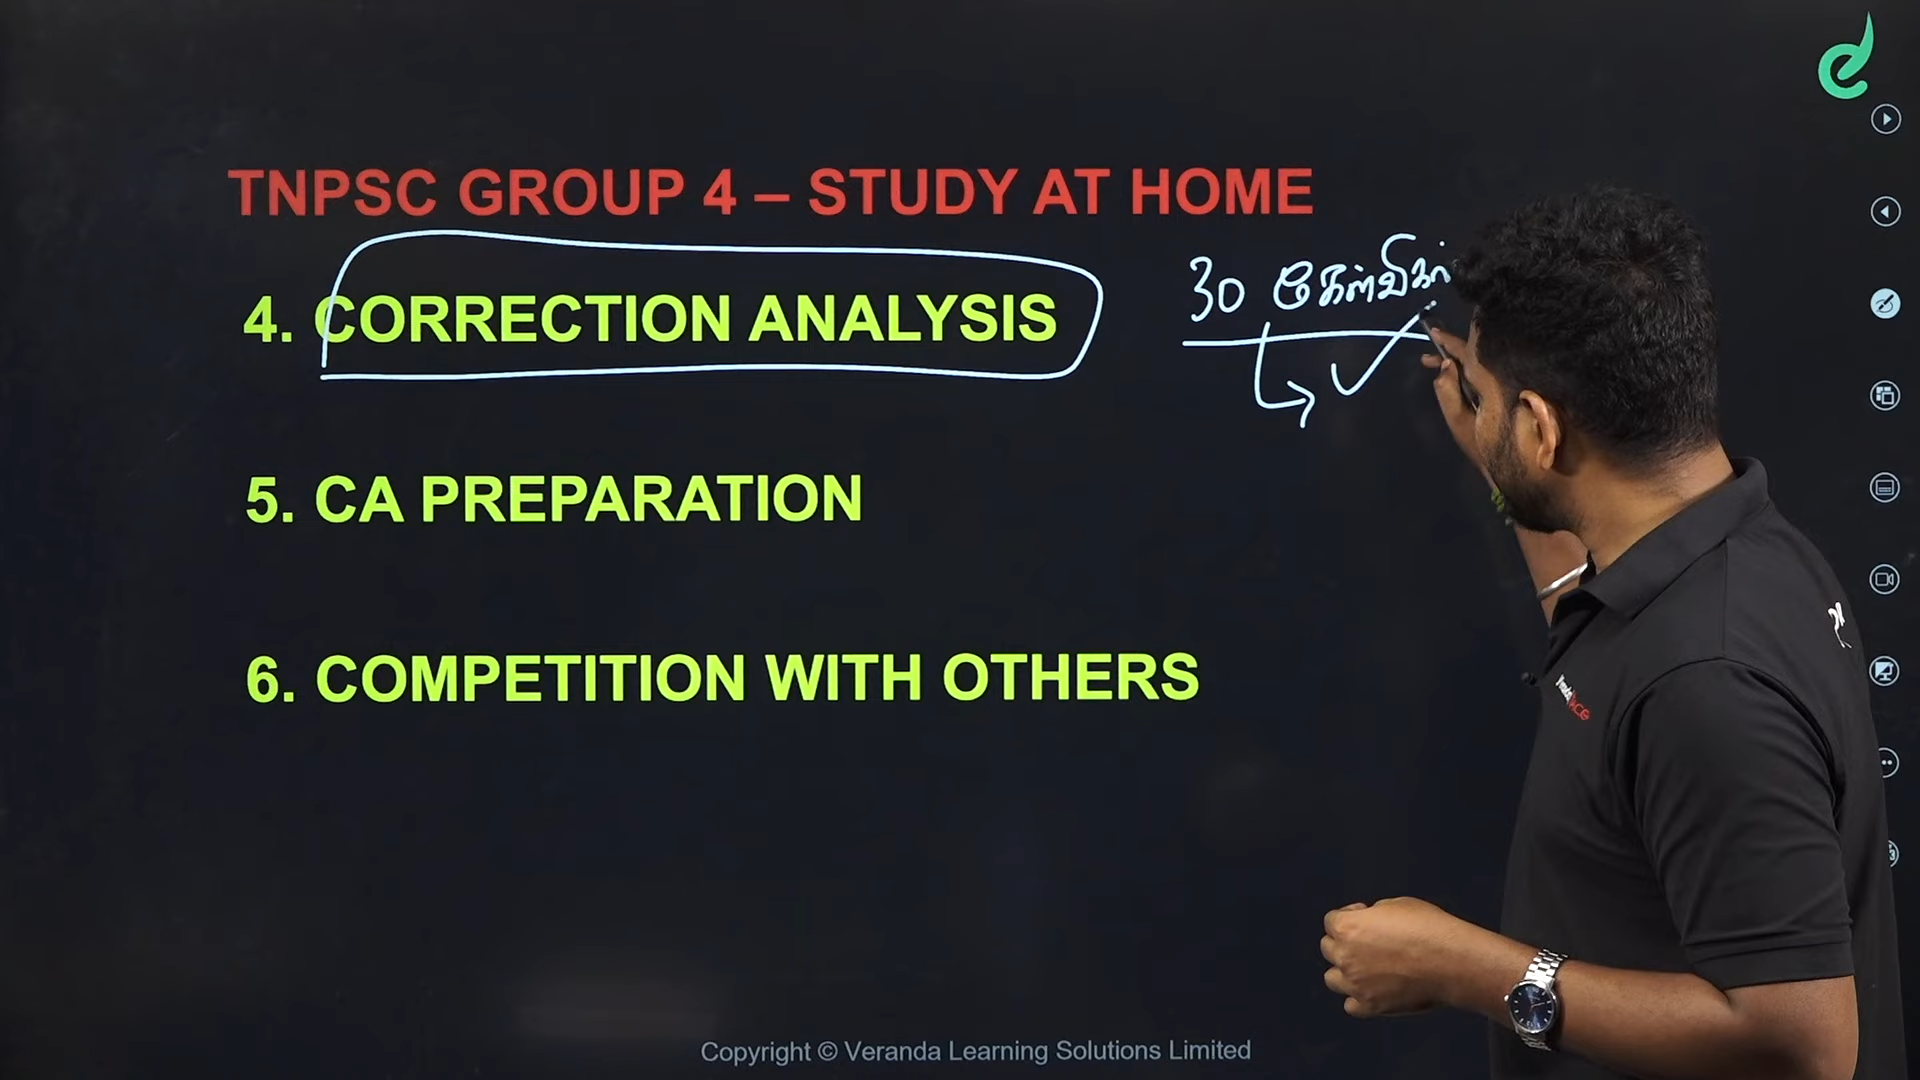 TNPSC GROUP 4 – STUDY AT HOME
4. CORRECTION ANALYSIS
30 கேள்விகள்
5. CA PREPARATION
6. COMPETITION WITH OTHERS
Copyright © Veranda Learning Solutions Limited